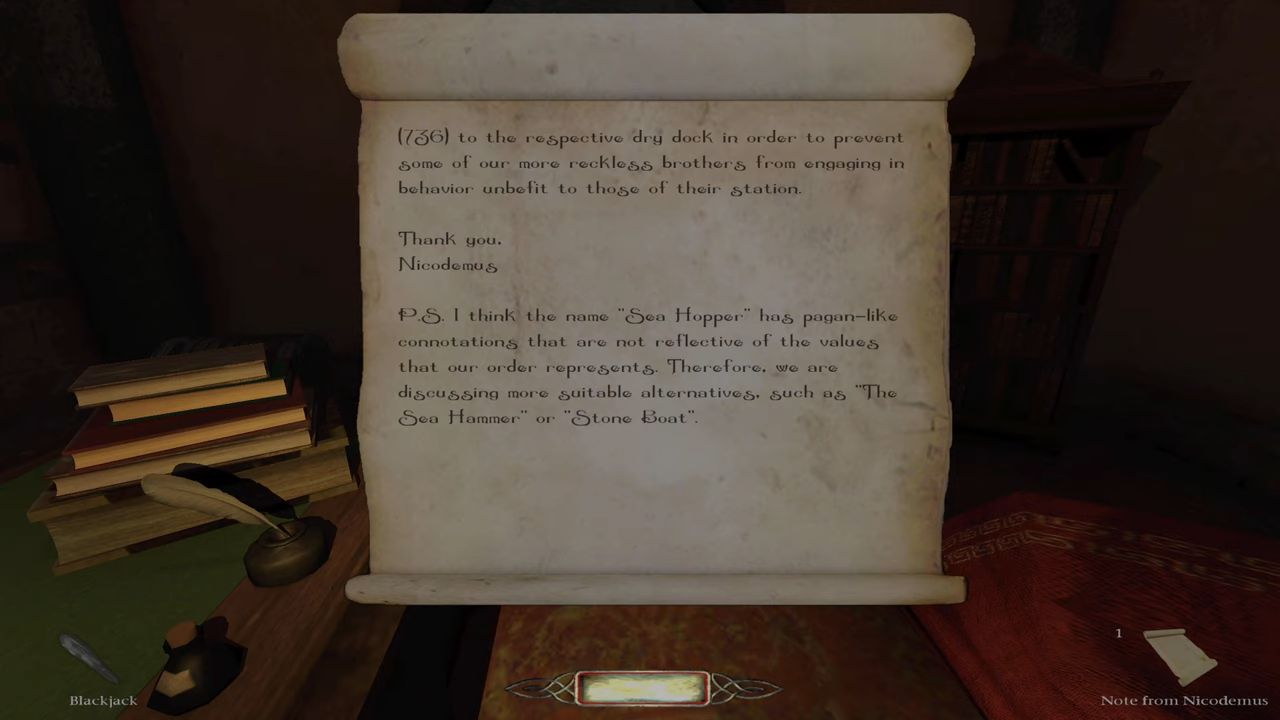 (736) to the respective dry dock in order to prevent
some of our more reckless brothers from engaging in
behavior unbefit to those of their station.
Thank you,
Nicodemus
P.S. I think the name "Sea Hopper" has pagan-like
connotations that are not reflective of the values
that our order represents. Therefore, we are
discussing more suitable alternatives, such as "The
Sea Hammer" or "Stone Boat".
1
Blackjack
Note from Nicodemus